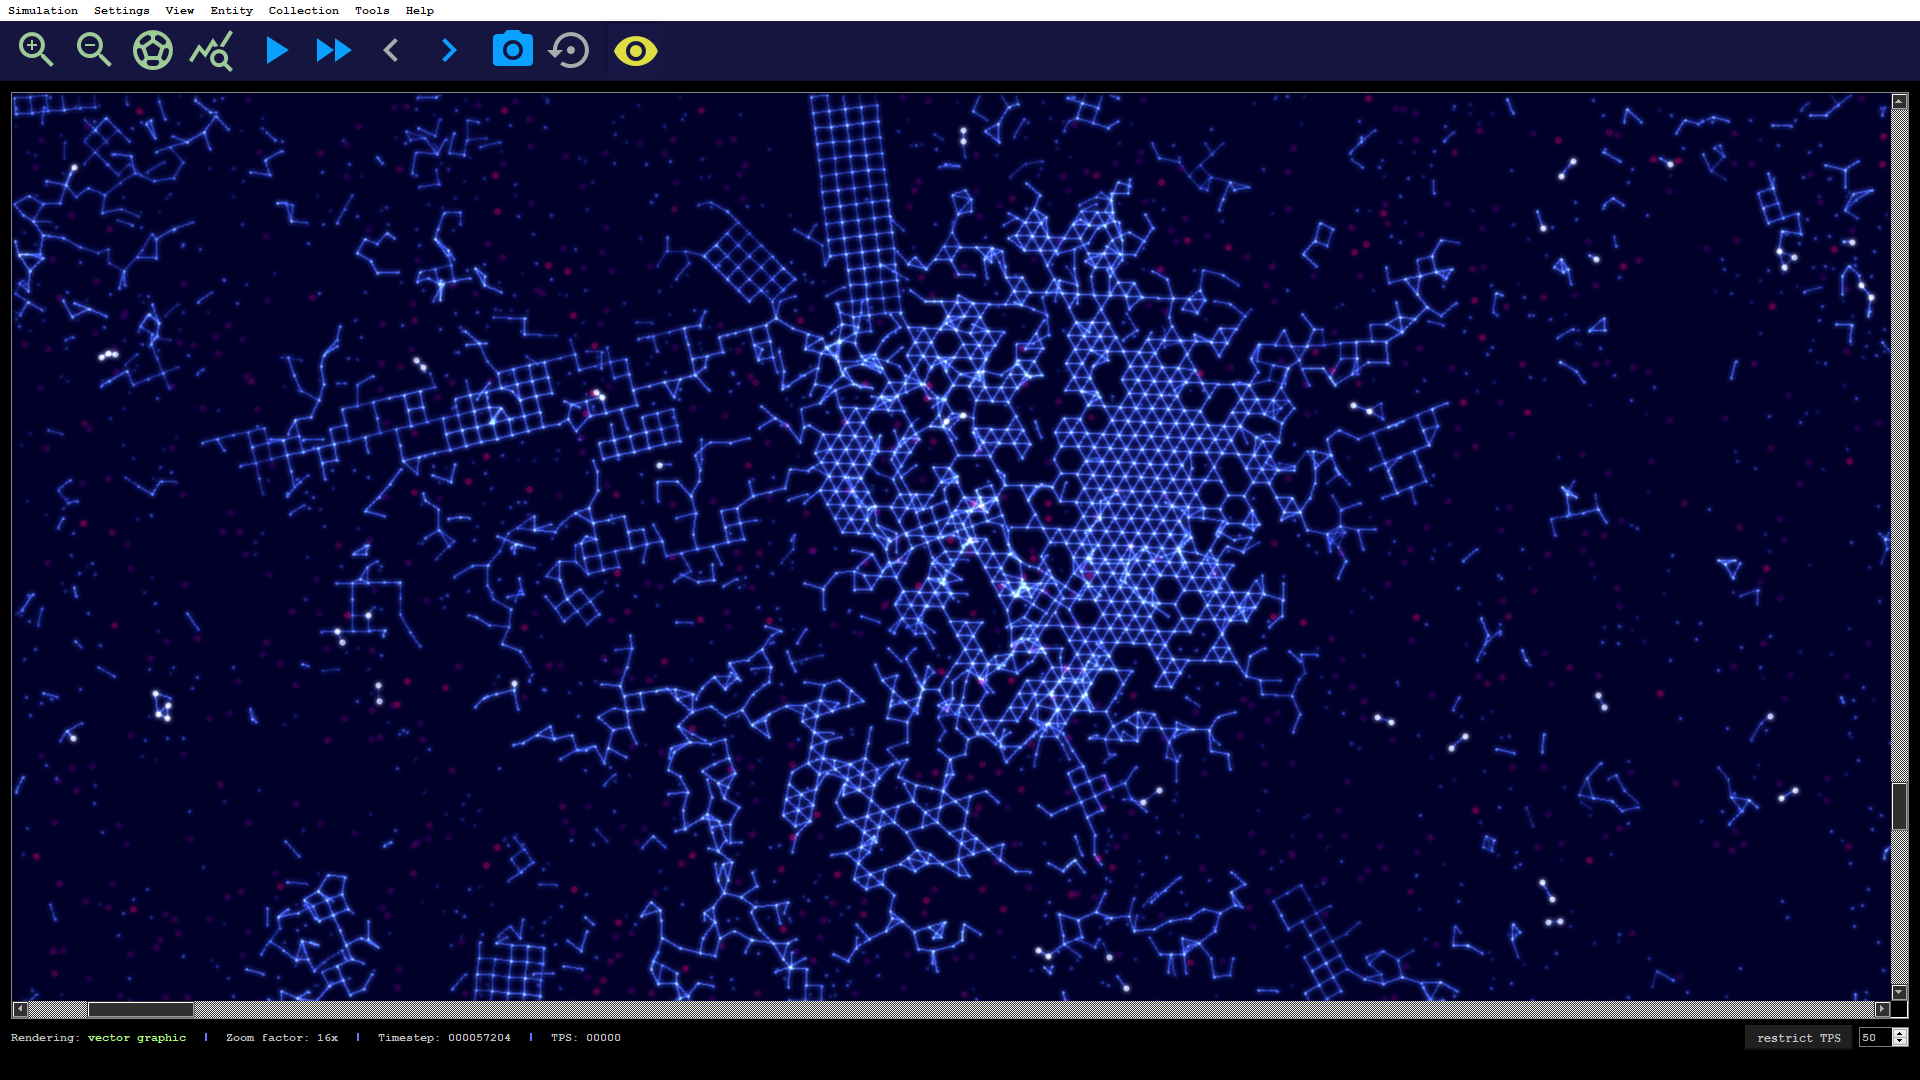 Simulation Settings View Entity Collection Tools Help
Rendering: vector graphic | Zoom factor: 16x | Timestep: 000057204 | TPS: 00000 restrict TPS 50